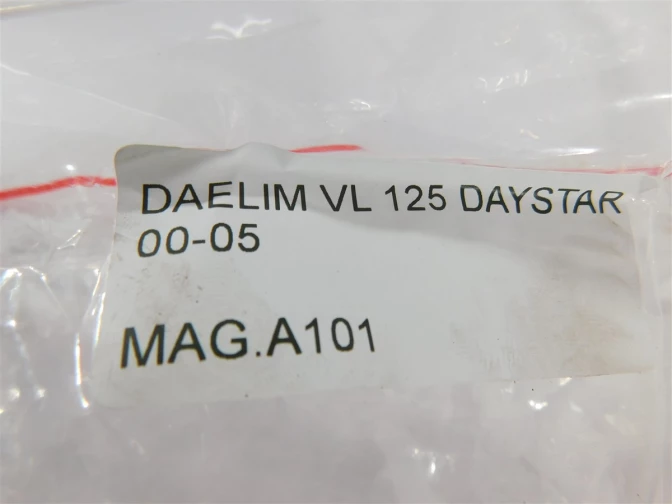 DAELIM VL 125 DAYSTAR
00-05
MAG.A101